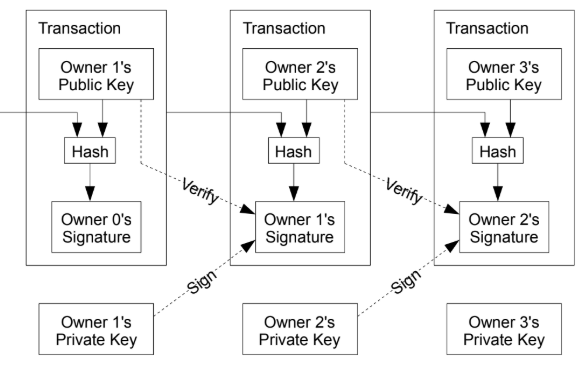 Transaction
Owner 1's
Public Key
Hash
Owner 0's
Signature
Transaction
Owner 2's
Public Key
Hash
Verify
Owner 1's
Signature
Transaction
Owner 3's
Public Key
Hash
Verify
Owner 2's
Signature
Sign
Sign
Owner 1's
Private Key
Owner 2's
Private Key
Owner 3's
Private Key